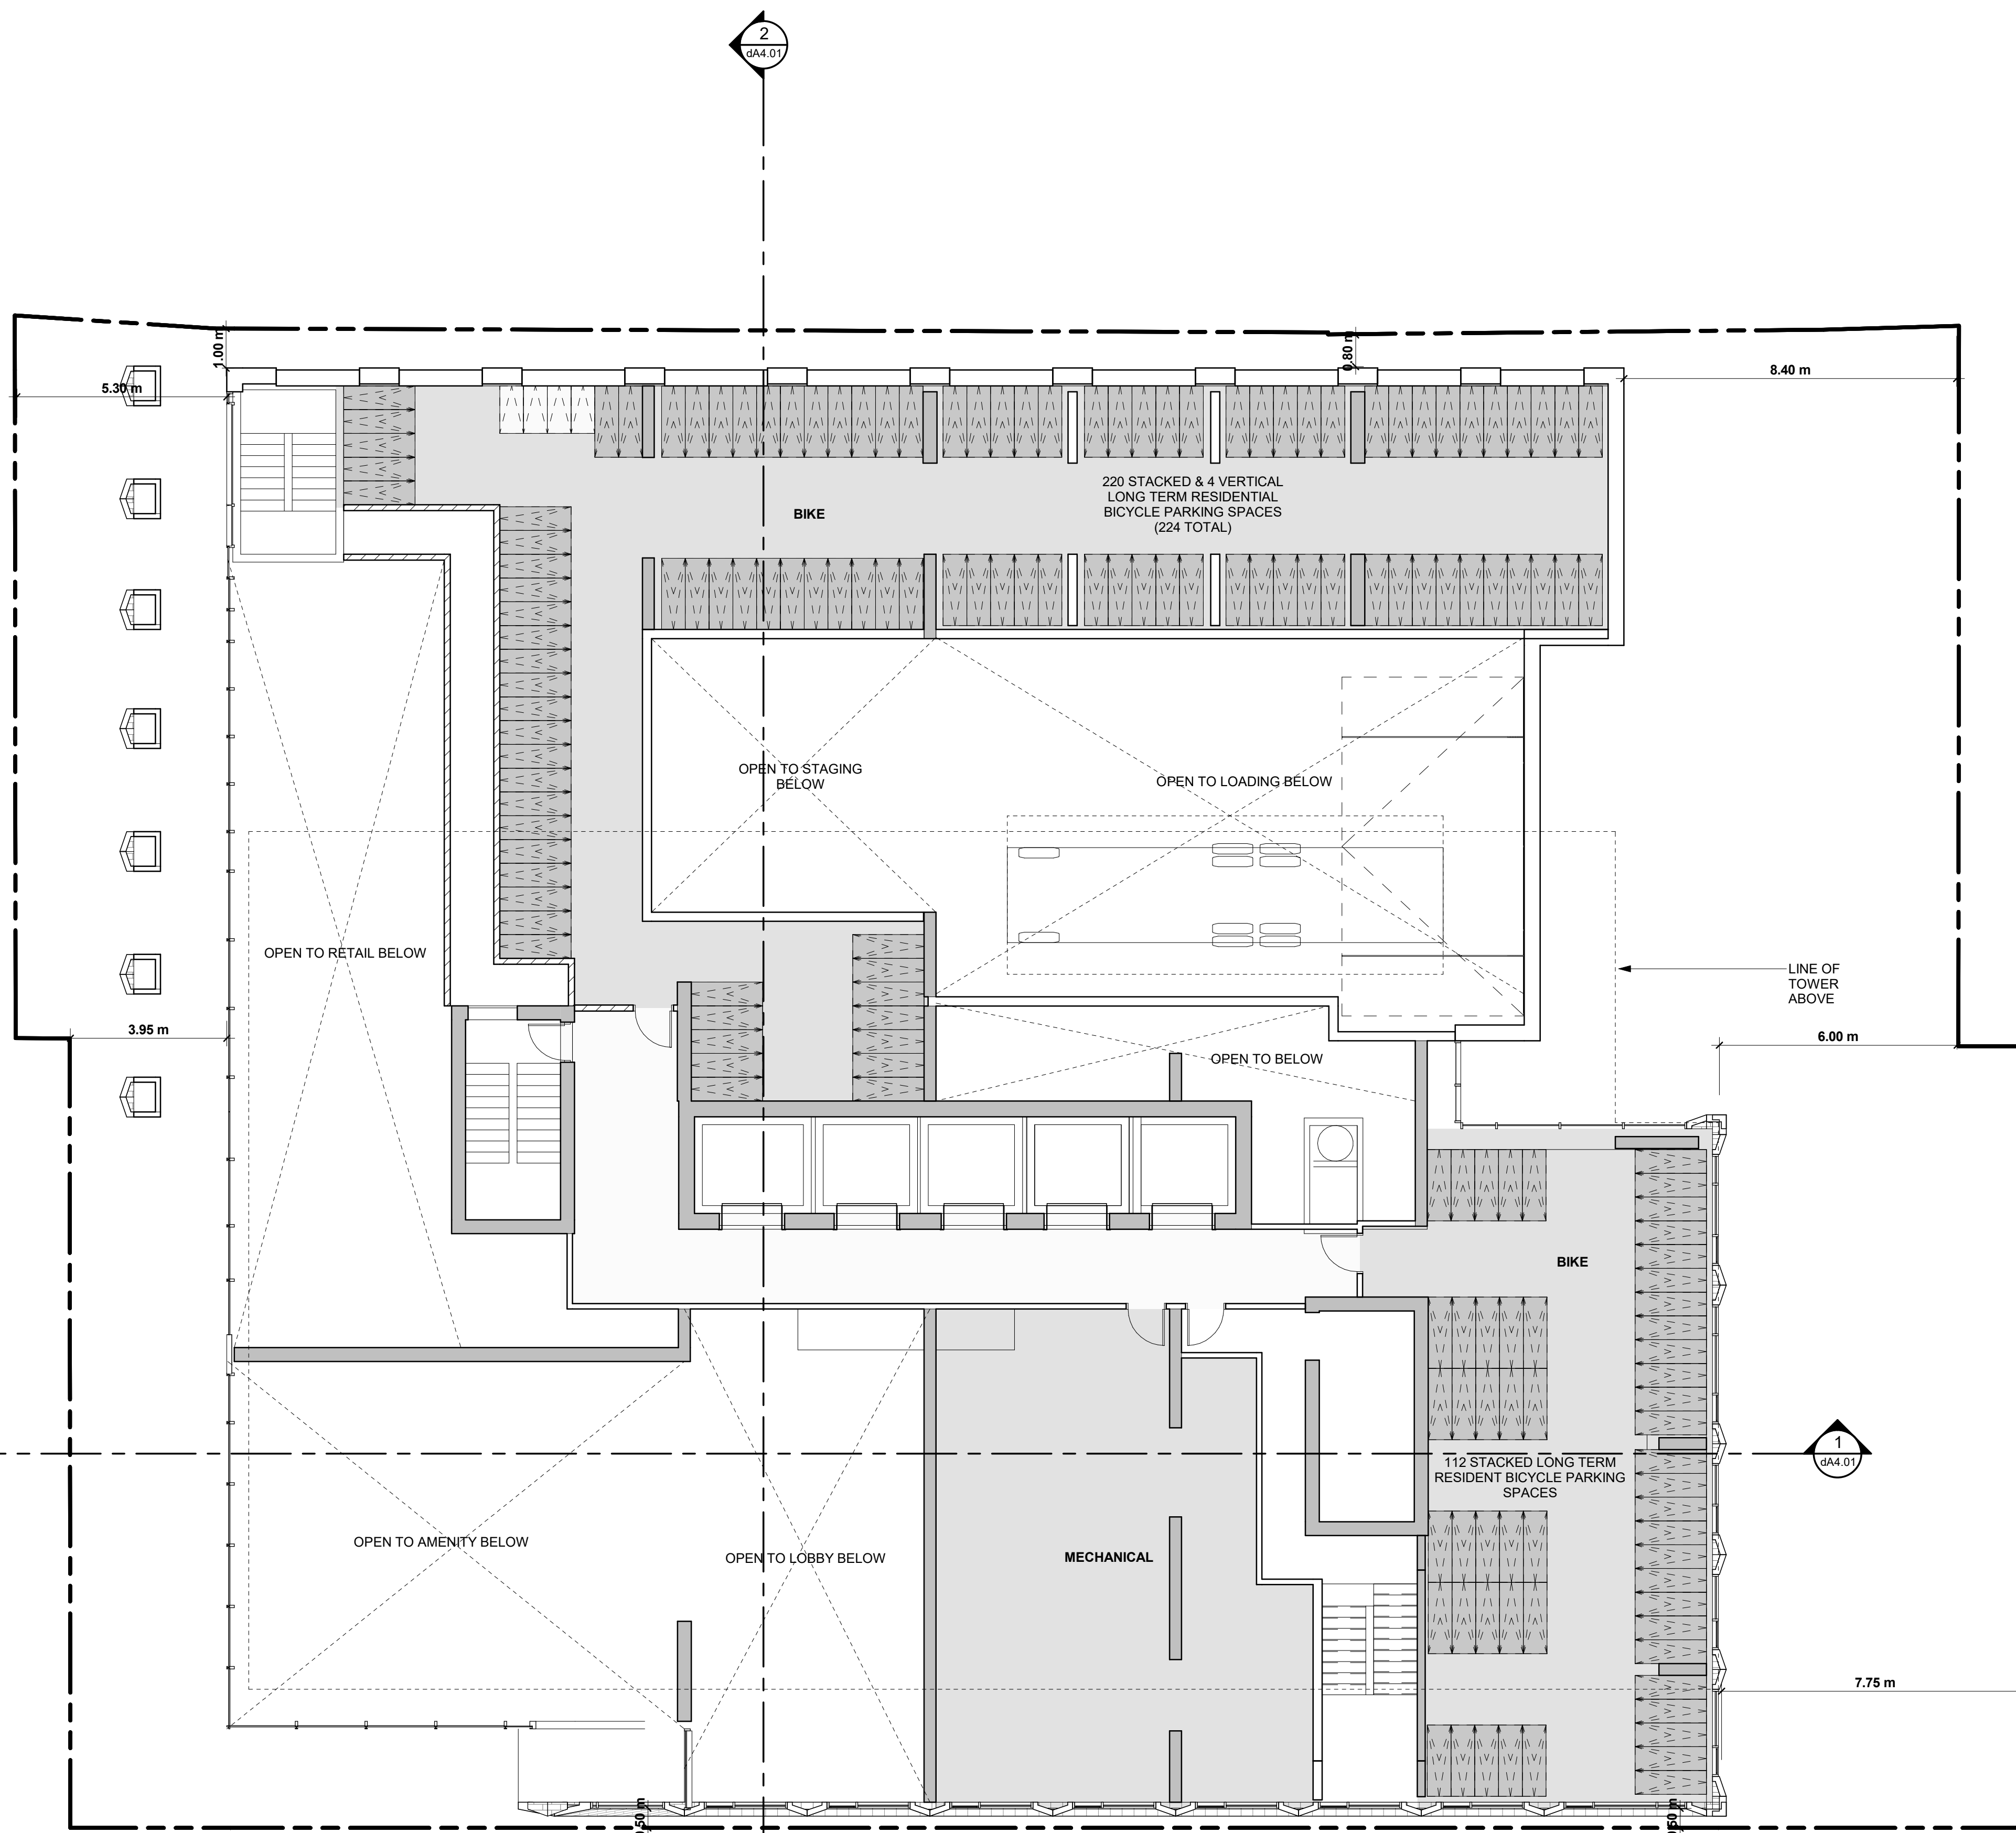 2
dA4.01
1.00 m
0.80 m
5.30 m
8.40 m
220 STACKED & 4 VERTICAL
LONG TERM RESIDENTIAL
BICYCLE PARKING SPACES
(224 TOTAL)
BIKE
OPEN TO STAGING
BELOW
OPEN TO LOADING BELOW
OPEN TO RETAIL BELOW
LINE OF
TOWER
ABOVE
3.95 m
6.00 m
OPEN TO BELOW
BIKE
1
dA4.01
112 STACKED LONG TERM
RESIDENT BICYCLE PARKING
SPACES
OPEN TO AMENITY BELOW
OPEN TO LOBBY BELOW
MECHANICAL
7.75 m